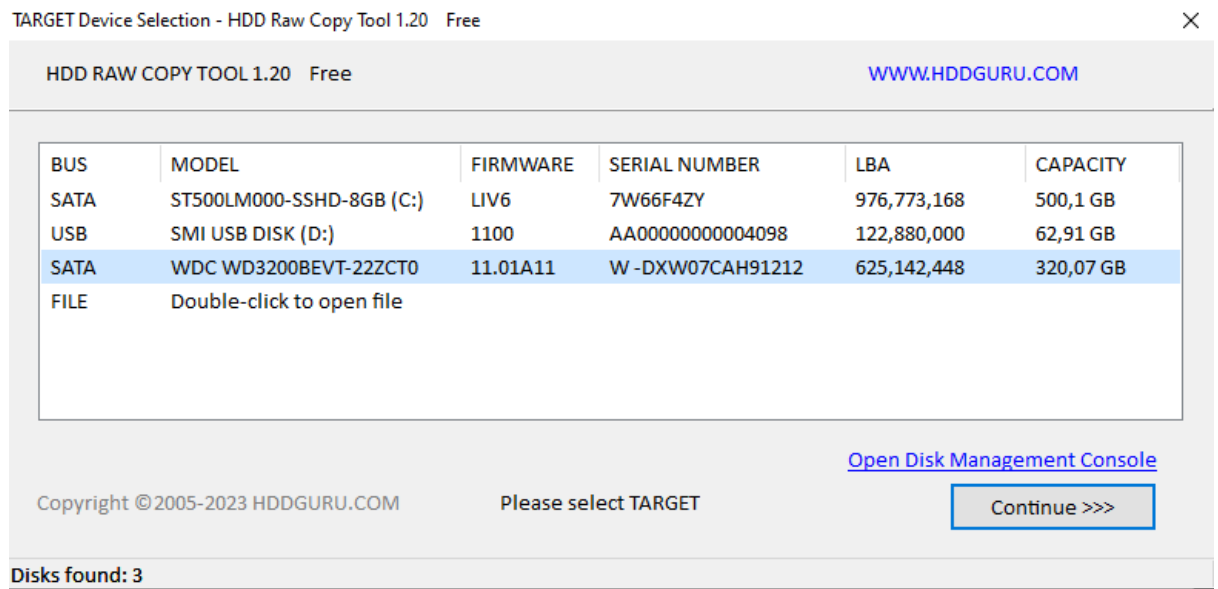 TARGET Device Selection - HDD Raw Copy Tool 1.20 Free
HDD RAW COPY TOOL 1.20 Free WWW.HDDGURU.COM
BUS MODEL FIRMWARE SERIAL NUMBER LBA CAPACITY
SATA ST500LM000-SSHD-8GB (C:) LIV6 7W66F4ZY 976,773,168 500,1 GB
USB SMI USB DISK (D:) 1100 AA00000000004098 122,880,000 62,91 GB
SATA WDC WD3200BEVT-22ZCT0 11.01A11 W -DXW07CAH91212 625,142,448 320,07 GB
FILE Double-click to open file
Open Disk Management Console
Copyright ©2005-2023 HDDGURU.COM Please select TARGET Continue >>>
Disks found: 3